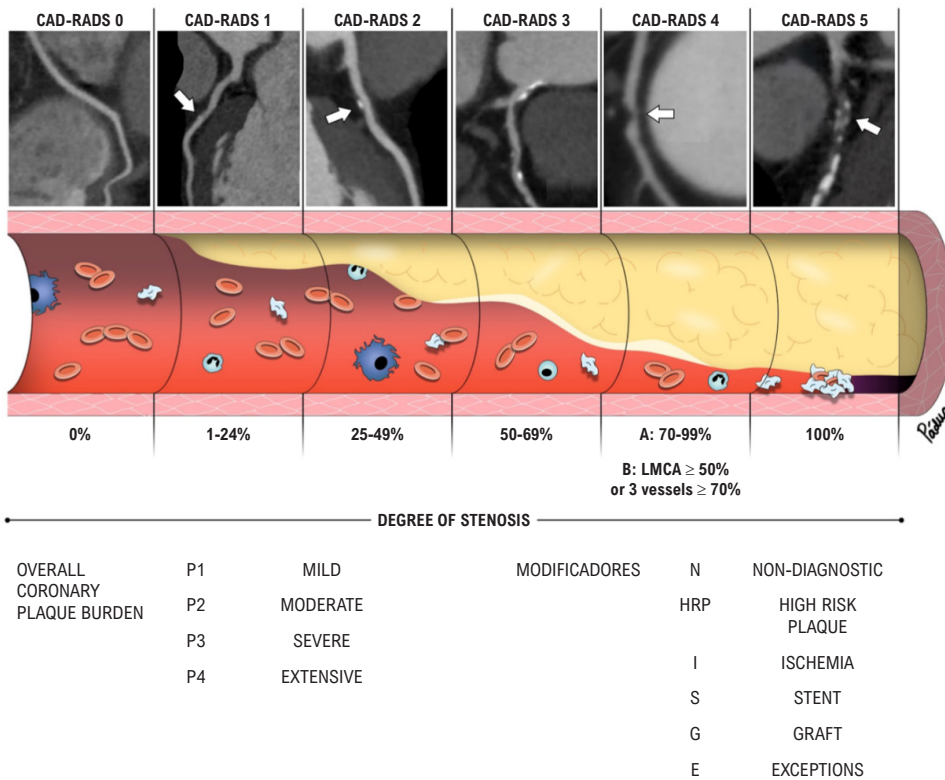 CAD-RADS 0 CAD-RADS 1 CAD-RADS 2 CAD-RADS 3 CAD-RADS 4 CAD-RADS 5
0% 1-24% 25-49% 50-69% A: 70-99% 100%
B: LMCA ≥ 50%
or 3 vessels ≥ 70%
Pádua
DEGREE OF STENOSIS
OVERALL
CORONARY
PLAQUE BURDEN
P1 MILD
P2 MODERATE
P3 SEVERE
P4 EXTENSIVE
MODIFICADORES
N NON-DIAGNOSTIC
HRP HIGH RISK
PLAQUE
I ISCHEMIA
S STENT
G GRAFT
E EXCEPTIONS